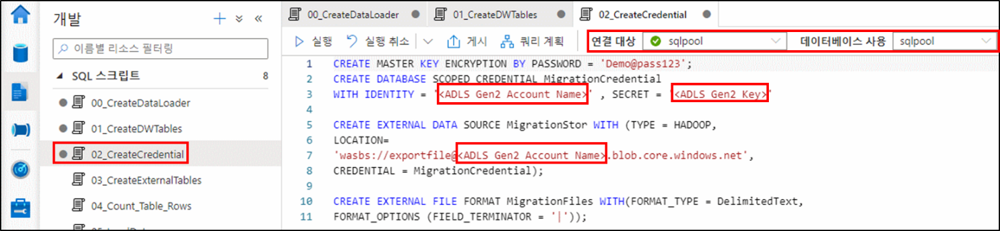 개발
이름별 리소스 필터링
SQL 스크립트 8
00_CreateDataLoader
01_CreateDWTables
02_CreateCredential
03_CreateExternalTables
04_Count_Table_Rows
00_CreateDataLoader 01_CreateDWTables 02_CreateCredential
실행 실행 취소 게시 쿼리 계획 연결 대상 sqlpool 데이터베이스 사용 sqlpool
1 CREATE MASTER KEY ENCRYPTION BY PASSWORD = 'Demo@pass123';
2 CREATE DATABASE SCOPED CREDENTIAL MigrationCredential
3 WITH IDENTITY = '<ADLS Gen2 Account Name>' , SECRET = '<ADLS Gen2 Key>'
4
5 CREATE EXTERNAL DATA SOURCE MigrationStor WITH (TYPE = HADOOP,
6 LOCATION=
7 'wasbs://exportfile@<ADLS Gen2 Account Name>.blob.core.windows.net',
8 CREDENTIAL = MigrationCredential);
9
10 CREATE EXTERNAL FILE FORMAT MigrationFiles WITH(FORMAT_TYPE = DelimitedText,
11 FORMAT_OPTIONS (FIELD_TERMINATOR = '|'));